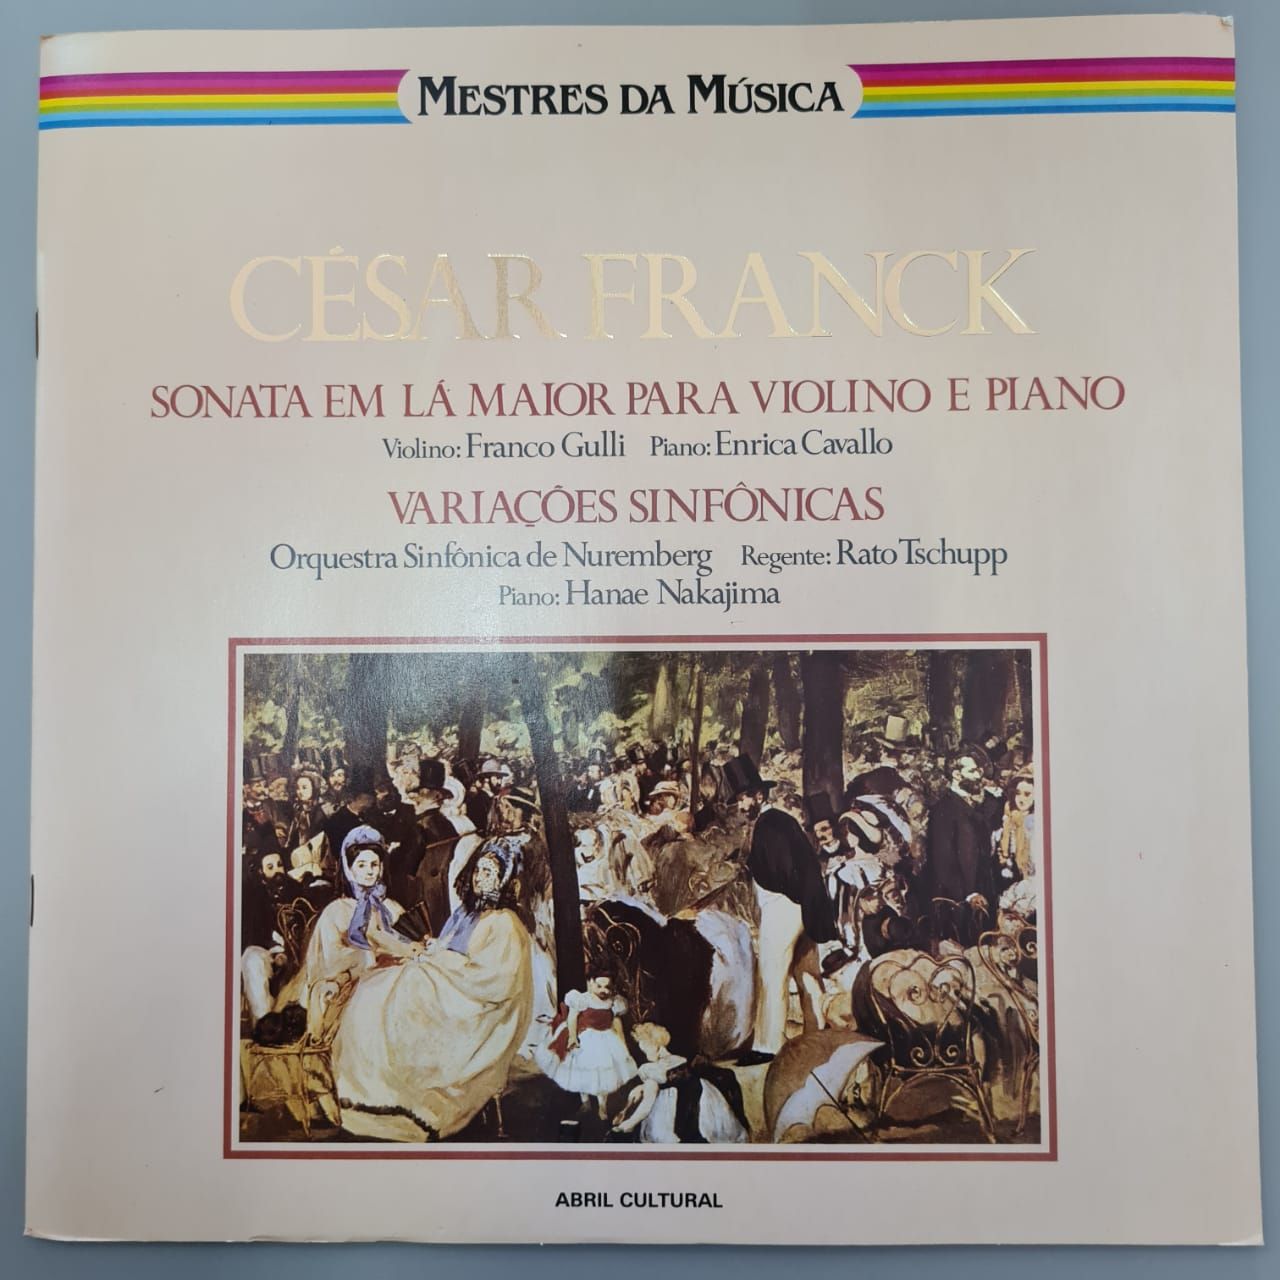 MESTRES DA MÚSICA
CÉSAR FRANCK
SONATA EM LÁ MAIOR PARA VIOLINO E PIANO
Violino: Franco Gulli Piano: Enrica Cavallo
VARIAÇÕES SINFÔNICAS
Orquestra Sinfônica de Nuremberg Regente: Rato Tschupp
Piano: Hanae Nakajima
ABRIL CULTURAL